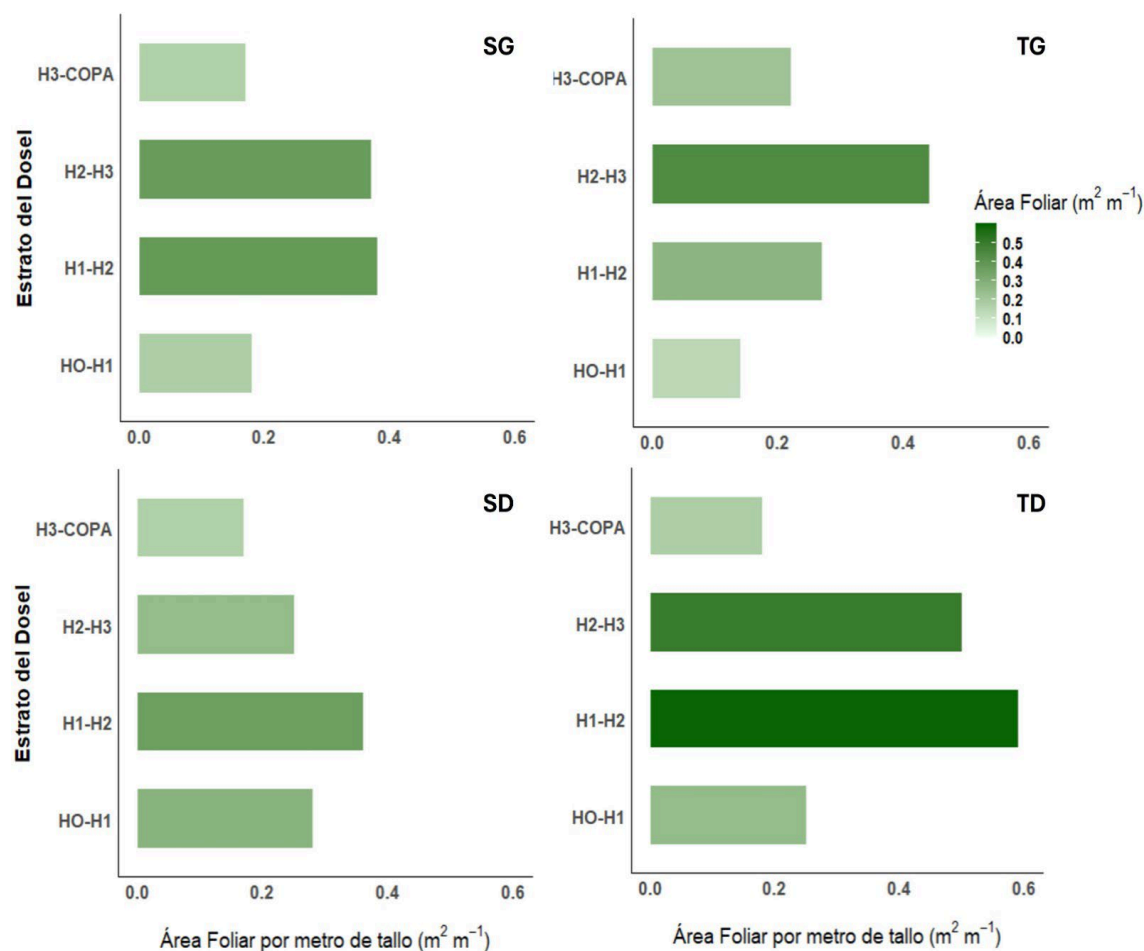 SG
Estrato del Dosel
H3-COPA
H2-H3
H1-H2
HO-H1
0.0 0.2 0.4 0.6
TG
H3-COPA
H2-H3
H1-H2
HO-H1
0.0 0.2 0.4 0.6
Área Foliar (m² m⁻¹)
0.5
0.4
0.3
0.2
0.1
0.0
SD
Estrato del Dosel
H3-COPA
H2-H3
H1-H2
HO-H1
0.0 0.2 0.4 0.6
Área Foliar por metro de tallo (m² m⁻¹)
TD
H3-COPA
H2-H3
H1-H2
HO-H1
0.0 0.2 0.4 0.6
Área Foliar por metro de tallo (m² m⁻¹)